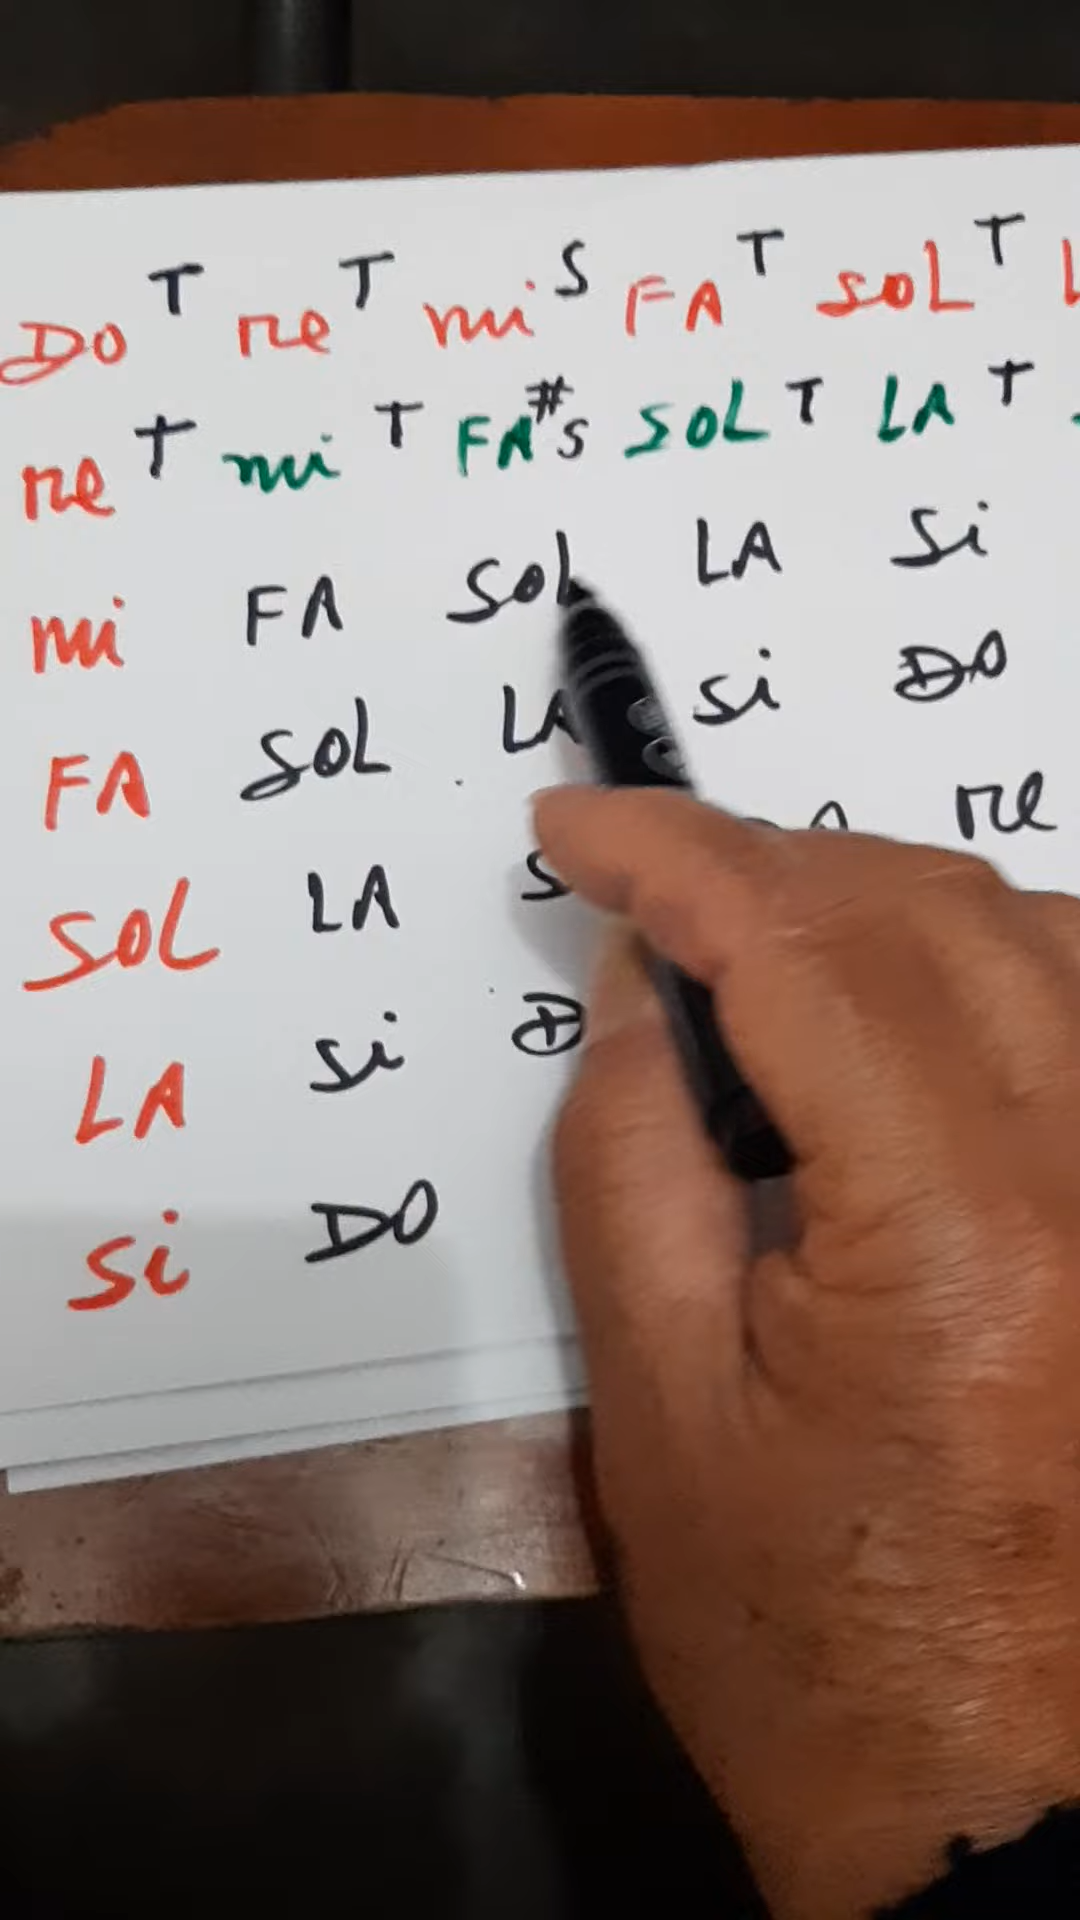 DO T re T mi S FA T SOL T
re T mi T FA# S SOL T LA T
mi FA SOL LA Si
FA SOL LA Si DO
SOL LA re
LA Si
Si DO